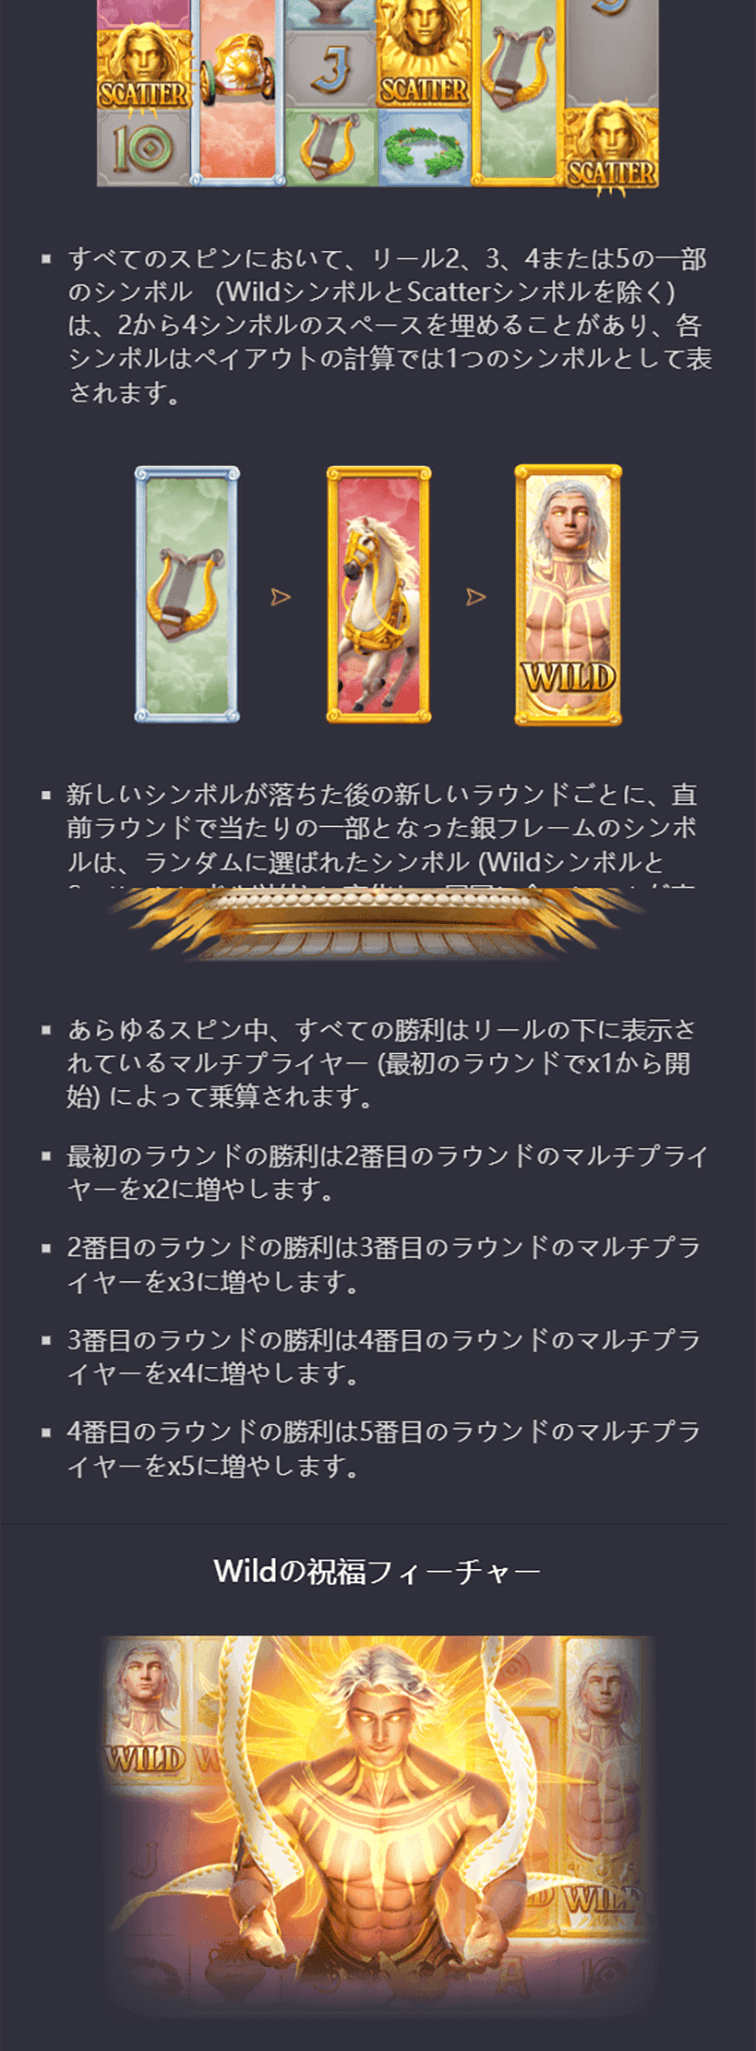 SCATTER
J
SCATTER
10
SCATTER
▪ すべてのスピンにおいて、リール2、3、4または5の一部
のシンボル (WildシンボルとScatterシンボルを除く)
は、2から4シンボルのスペースを埋めることがあり、各
シンボルはペイアウトの計算では1つのシンボルとして表
されます。
WILD
▪ 新しいシンボルが落ちた後の新しいラウンドごとに、直
前ラウンドで当たりの一部となった銀フレームのシンボ
ルは、ランダムに選ばれたシンボル (Wildシンボルと
▪ あらゆるスピン中、すべての勝利はリールの下に表示さ
れているマルチプライヤー (最初のラウンドでx1から開
始) によって乗算されます。
▪ 最初のラウンドの勝利は2番目のラウンドのマルチプライ
ヤーをx2に増やします。
▪ 2番目のラウンドの勝利は3番目のラウンドのマルチプラ
イヤーをx3に増やします。
▪ 3番目のラウンドの勝利は4番目のラウンドのマルチプラ
イヤーをx4に増やします。
▪ 4番目のラウンドの勝利は5番目のラウンドのマルチプラ
イヤーをx5に増やします。
Wildの祝福フィーチャー
WILD W
J
WILD
A
10